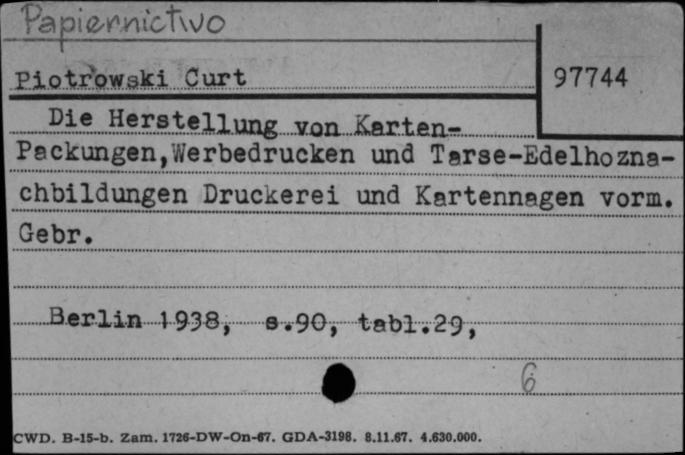 Papiernictwo
Piotrowski Curt
97744
Die Herstellung von Karten-
Packungen,Werbedrucken und Tarse-Edelhozna-
chbildungen Druckerei und Kartennagen vorm.
Gebr.
Berlin 1938, s.90, tabl.29,
6
CWD. B-15-b. Zam. 1726-DW-On-67. GDA-3198. 8.11.67. 4.630.000.